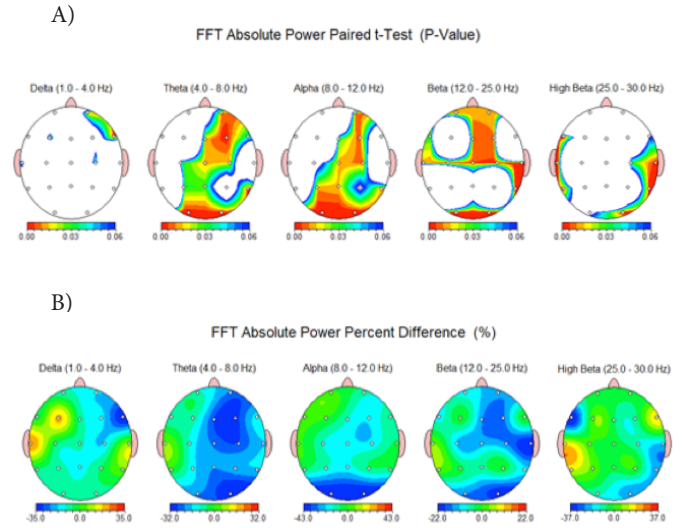 A)
FFT Absolute Power Paired t-Test (P-Value)
Delta (1.0 - 4.0 Hz) Theta (4.0 - 8.0 Hz) Alpha (8.0 - 12.0 Hz) Beta (12.0 - 25.0 Hz) High Beta (25.0 - 30.0 Hz)
0.00 0.03 0.06 0.00 0.03 0.06 0.00 0.03 0.06 0.00 0.03 0.06 0.00 0.03 0.06
B)
FFT Absolute Power Percent Difference (%)
Delta (1.0 - 4.0 Hz) Theta (4.0 - 8.0 Hz) Alpha (8.0 - 12.0 Hz) Beta (12.0 - 25.0 Hz) High Beta (25.0 - 30.0 Hz)
-35.0 0.0 35.0 -32.0 0.0 32.0 -43.0 0.0 43.0 -22.0 0.0 22.0 -37.0 0.0 37.0